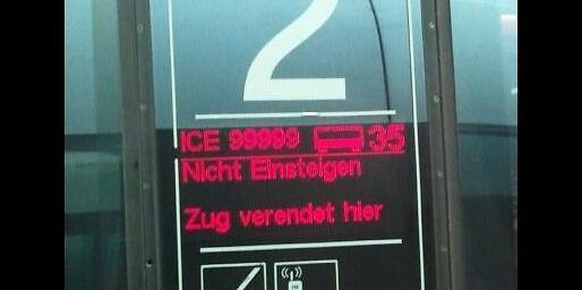 2
ICE 99999 35
Nicht Einsteigen
Zug verendet hier